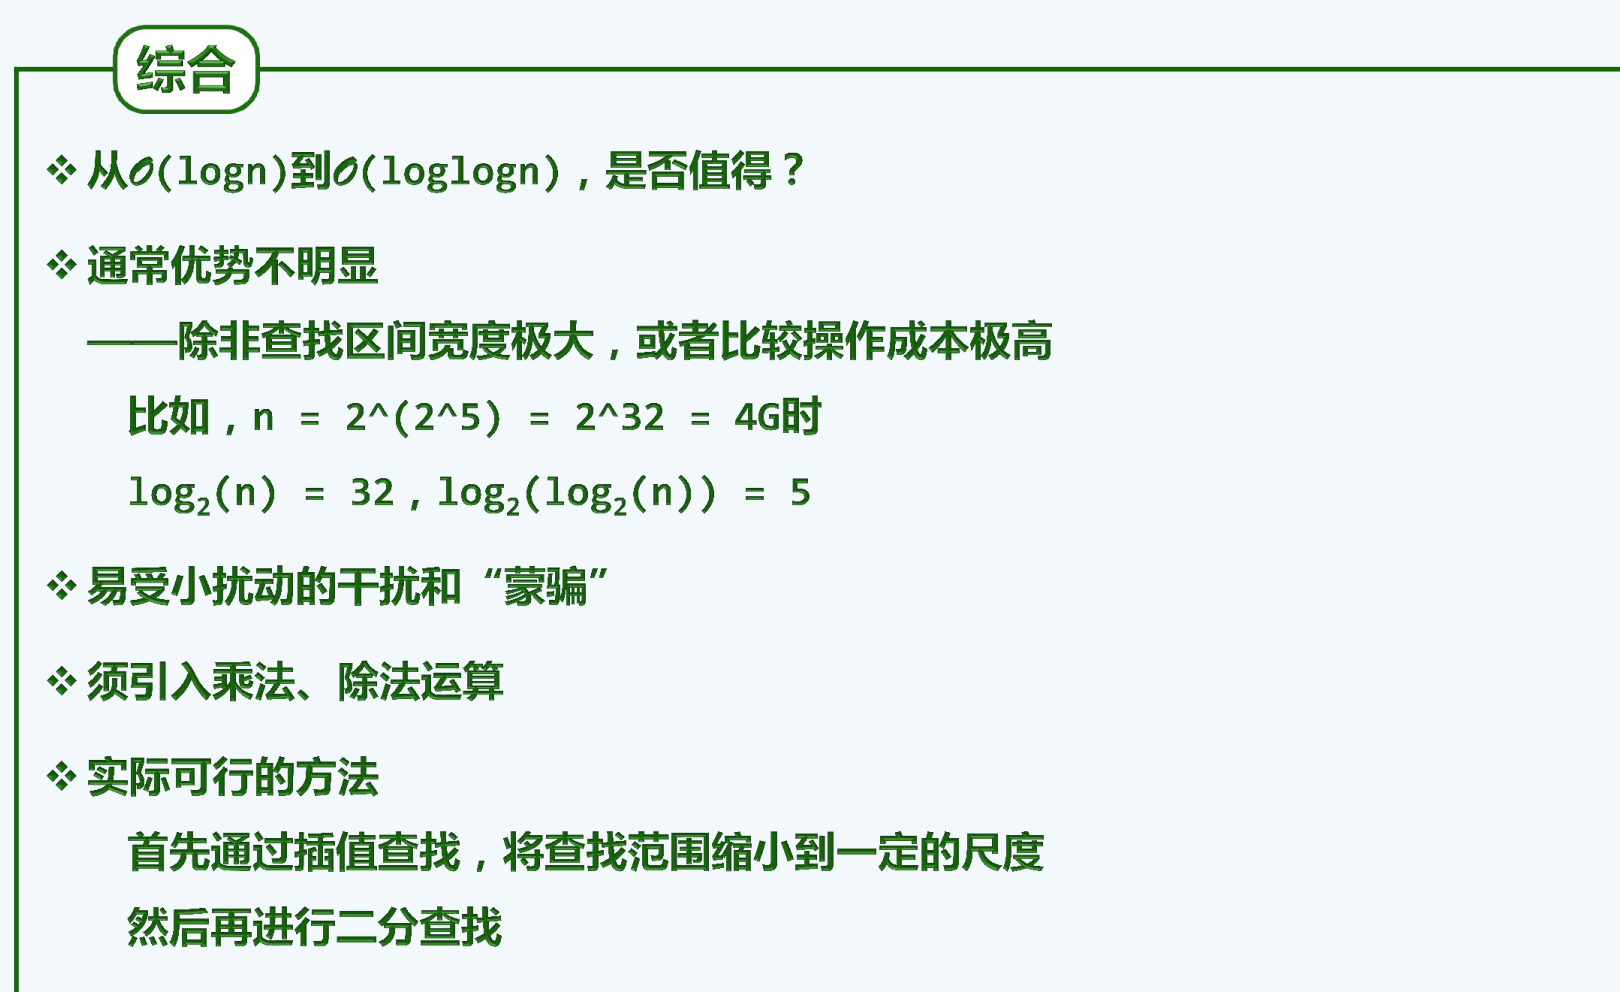 综合
❖从𝒪(logn)到𝒪(loglogn)，是否值得？
❖通常优势不明显
——除非查找区间宽度极大，或者比较操作成本极高
比如，n = 2^(2^5) = 2^32 = 4G时
log₂(n) = 32，log₂(log₂(n)) = 5
❖易受小扰动的干扰和“蒙骗”
❖须引入乘法、除法运算
❖实际可行的方法
首先通过插值查找，将查找范围缩小到一定的尺度
然后再进行二分查找